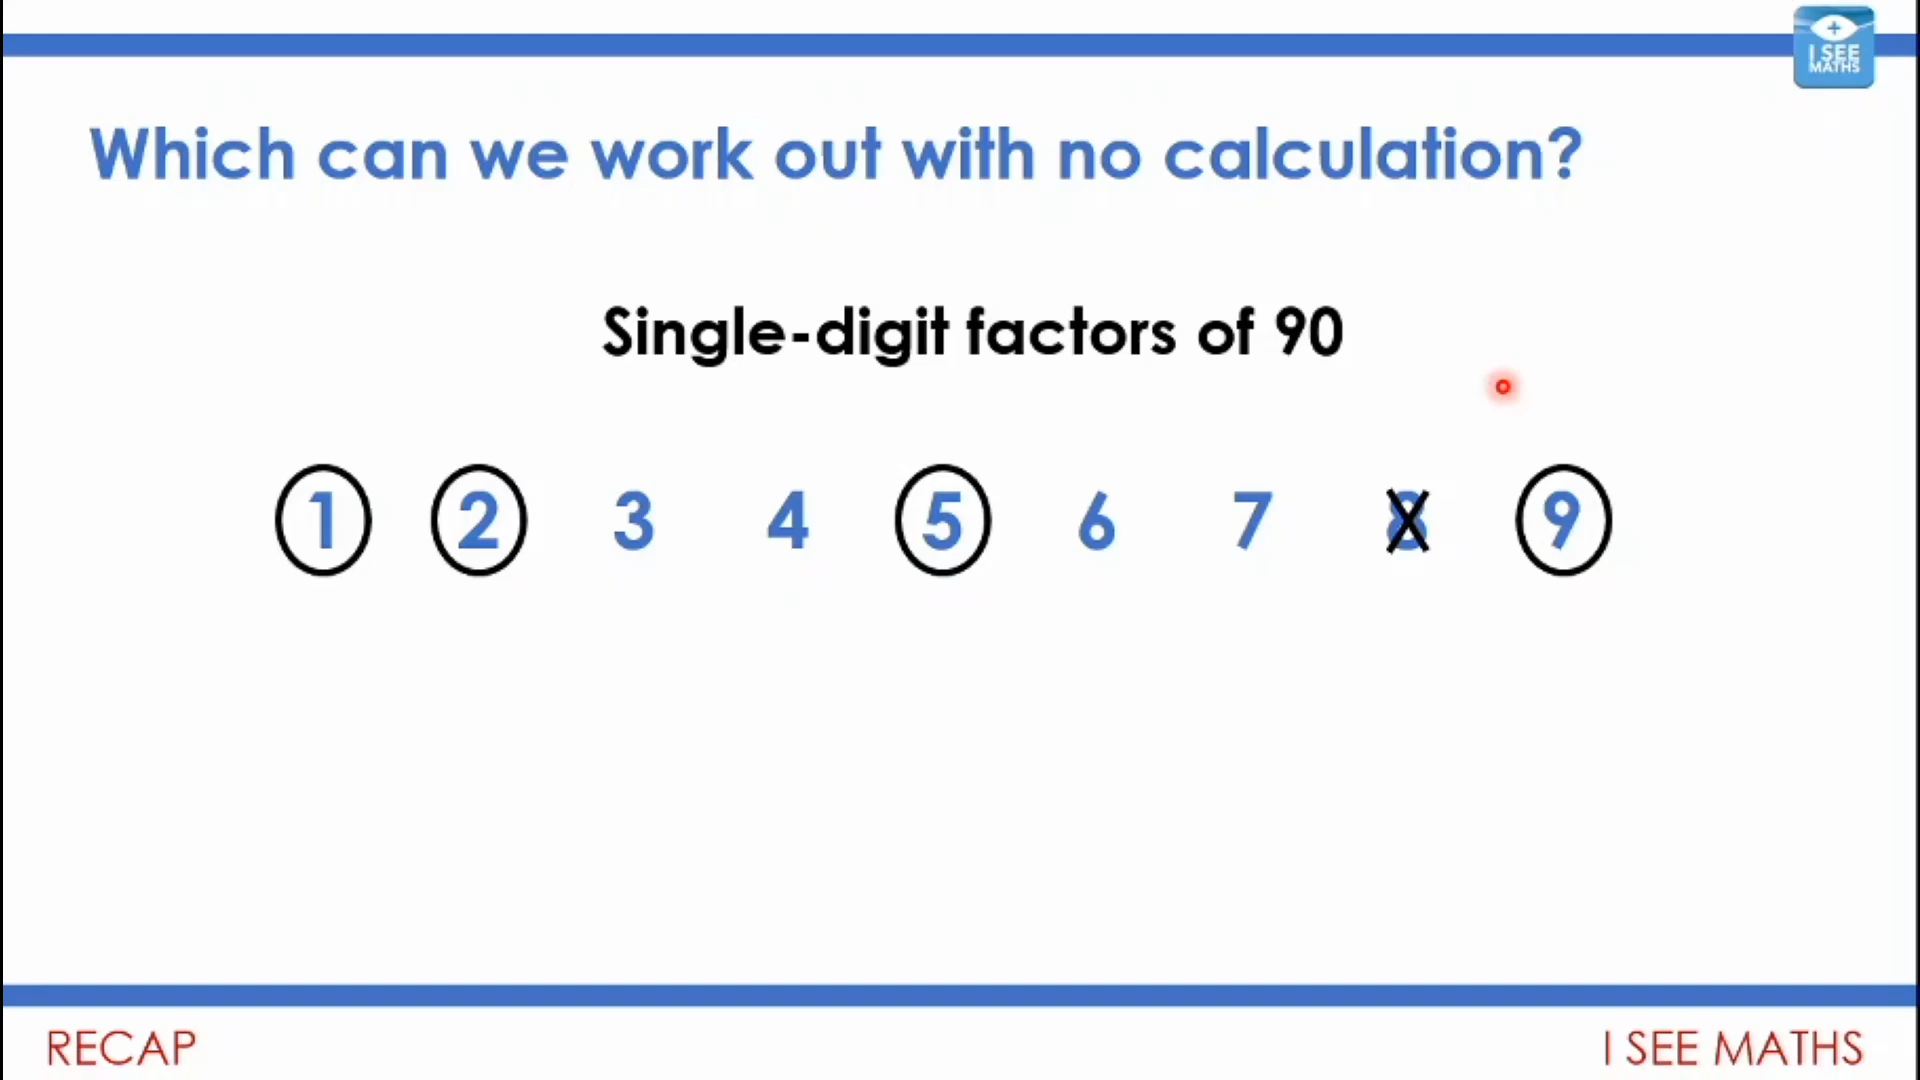 I SEE
MATHS
Which can we work out with no calculation?
Single-digit factors of 90
1 2 3 4 5 6 7 8 9
RECAP
I SEE MATHS